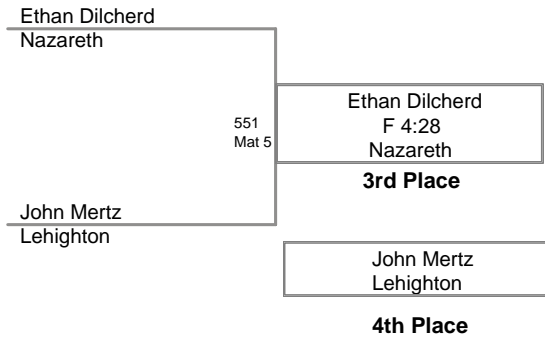 Ethan Dilcherd
Nazareth
551
Mat 5
Ethan Dilcherd
F 4:28
Nazareth
3rd Place
John Mertz
Lehighton
John Mertz
Lehighton
4th Place